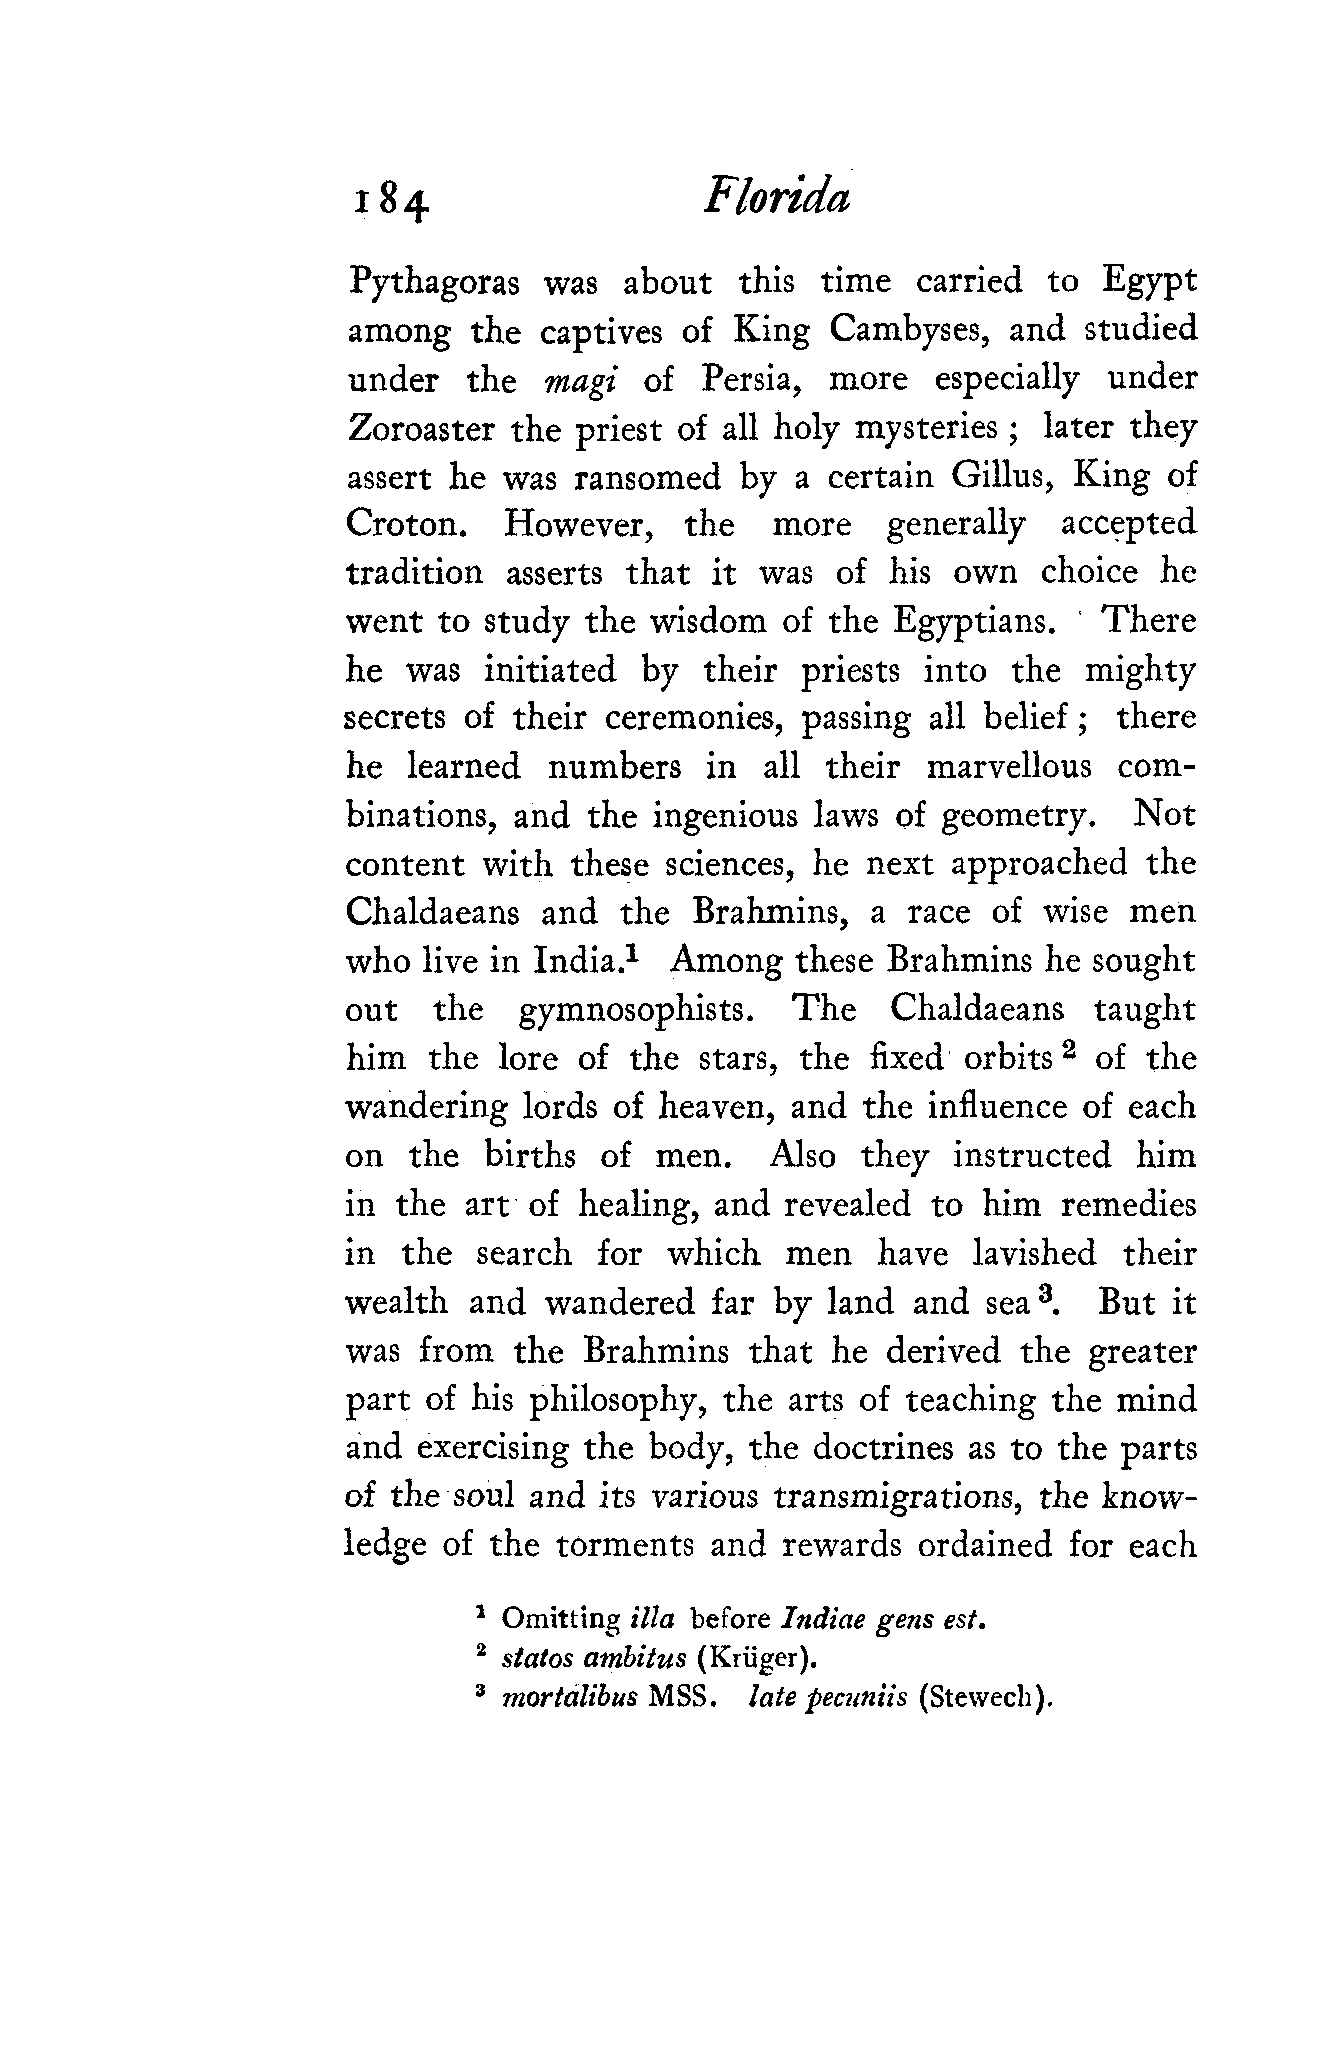 184 Florida
Pythagoras was about this time carried to Egypt
among the captives of King Cambyses, and studied
under the magi of Persia, more especially under
Zoroaster the priest of all holy mysteries ; later they
assert he was ransomed by a certain Gillus, King of
Croton. However, the more generally accepted
tradition asserts that it was of his own choice he
went to study the wisdom of the Egyptians. There
he was initiated by their priests into the mighty
secrets of their ceremonies, passing all belief ; there
he learned numbers in all their marvellous com-
binations, and the ingenious laws of geometry. Not
content with these sciences, he next approached the
Chaldaeans and the Brahmins, a race of wise men
who live in India.¹ Among these Brahmins he sought
out the gymnosophists. The Chaldaeans taught
him the lore of the stars, the fixed orbits ² of the
wandering lords of heaven, and the influence of each
on the births of men. Also they instructed him
in the art of healing, and revealed to him remedies
in the search for which men have lavished their
wealth and wandered far by land and sea ³. But it
was from the Brahmins that he derived the greater
part of his philosophy, the arts of teaching the mind
and exercising the body, the doctrines as to the parts
of the soul and its various transmigrations, the know-
ledge of the torments and rewards ordained for each
¹ Omitting illa before Indiae gens est.
² statos ambitus (Krüger).
³ mortalibus MSS. late pecuniis (Stewech).